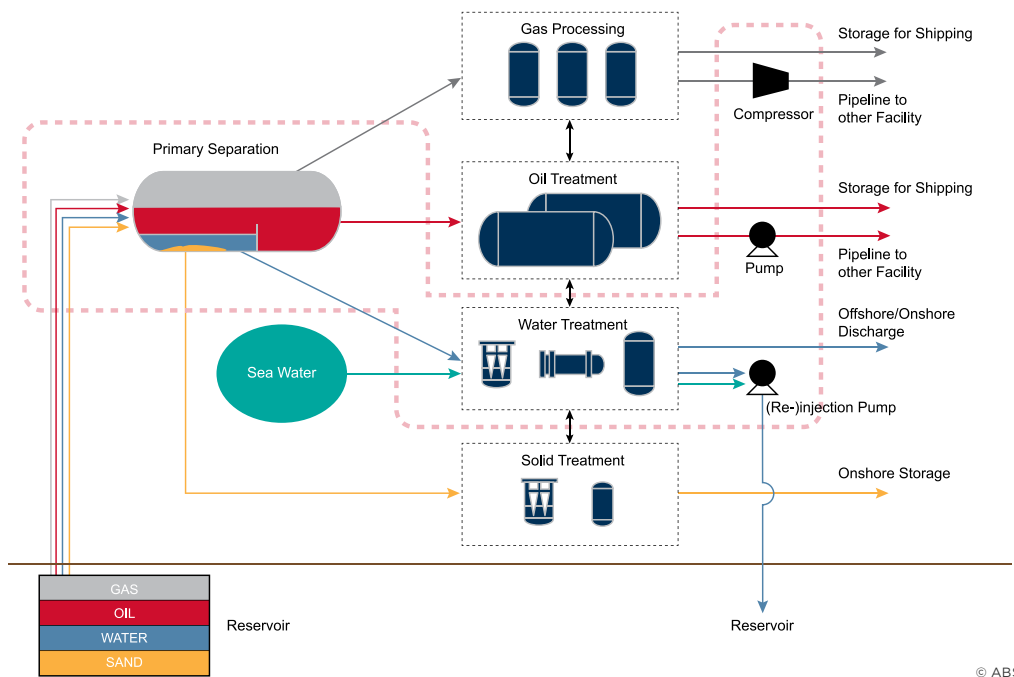 Gas Processing
Storage for Shipping
Compressor
Pipeline to
other Facility
Primary Separation
Oil Treatment
Storage for Shipping
Pump
Pipeline to
other Facility
Water Treatment
Offshore/Onshore
Discharge
Sea Water
(Re-)injection Pump
Solid Treatment
Onshore Storage
GAS
OIL
WATER
SAND
Reservoir
Reservoir
© ABS